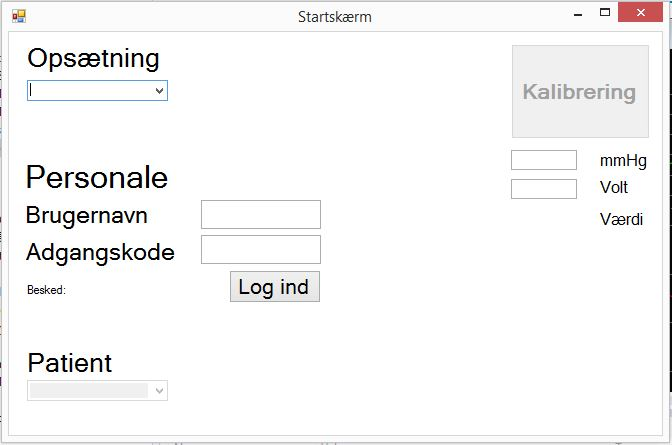 Startskærm
Opsætning
Kalibrering
mmHg
Volt
Værdi
Personale
Brugernavn
Adgangskode
Besked:
Log ind
Patient